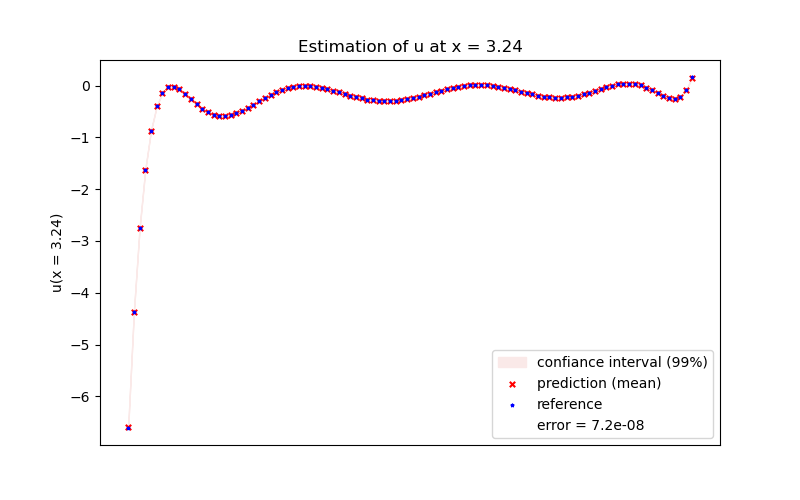 Estimation of u at x = 3.24
u(x = 3.24)
0
−1
−2
−3
−4
−5
−6
confiance interval (99%)
prediction (mean)
reference
error = 7.2e-08